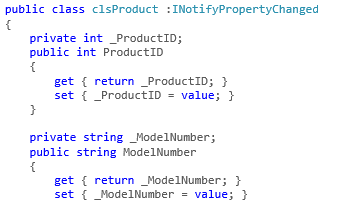 public class clsProduct :INotifyPropertyChanged
{
private int _ProductID;
public int ProductID
{
get { return _ProductID; }
set { _ProductID = value; }
}
private string _ModelNumber;
public string ModelNumber
{
get { return _ModelNumber; }
set { _ModelNumber = value; }